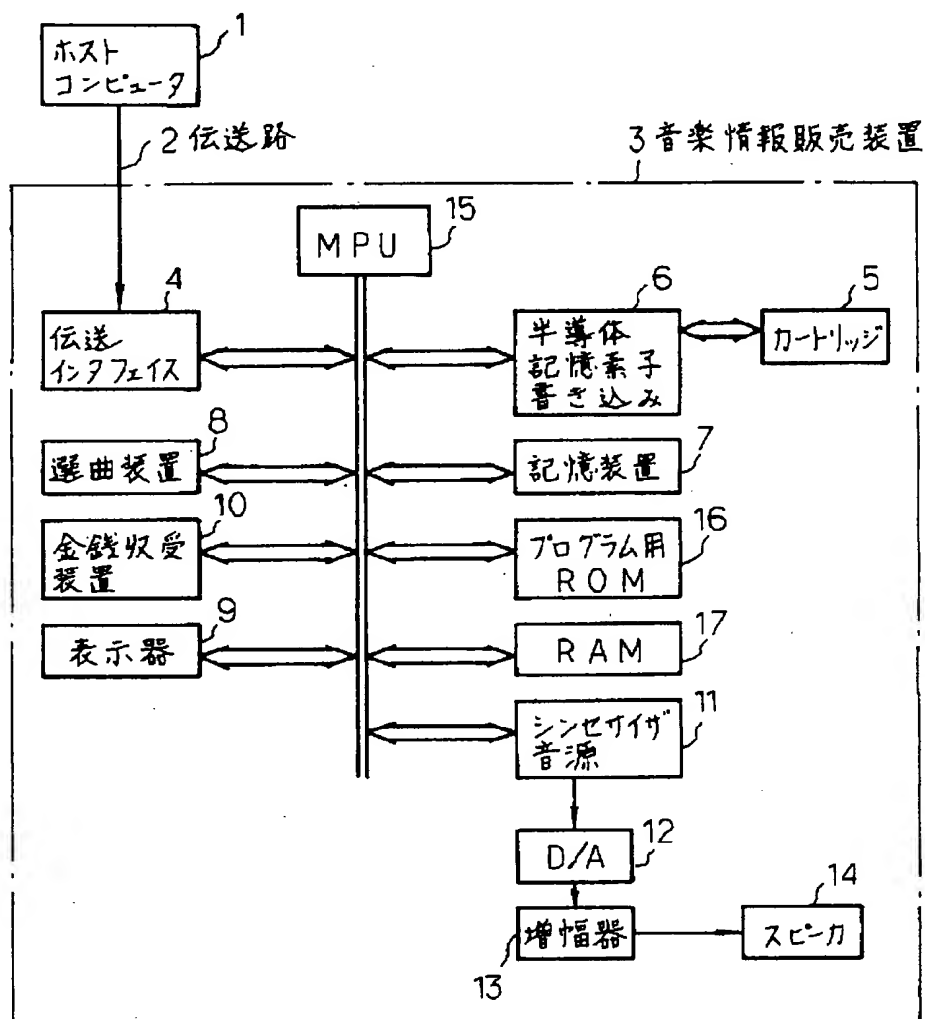 1
ホスト
コンピュータ
2 伝送路
3 音楽情報販売装置
15
MPU
4
伝送
インタフェイス
6
半導体
記憶素子
書き込み
5
カートリッジ
8
選曲装置
7
記憶装置
10
金銭収受
装置
16
プログラム用
ROM
9
表示器
17
RAM
11
シンセサイザ
音源
12
D/A
13
増幅器
14
スピーカ